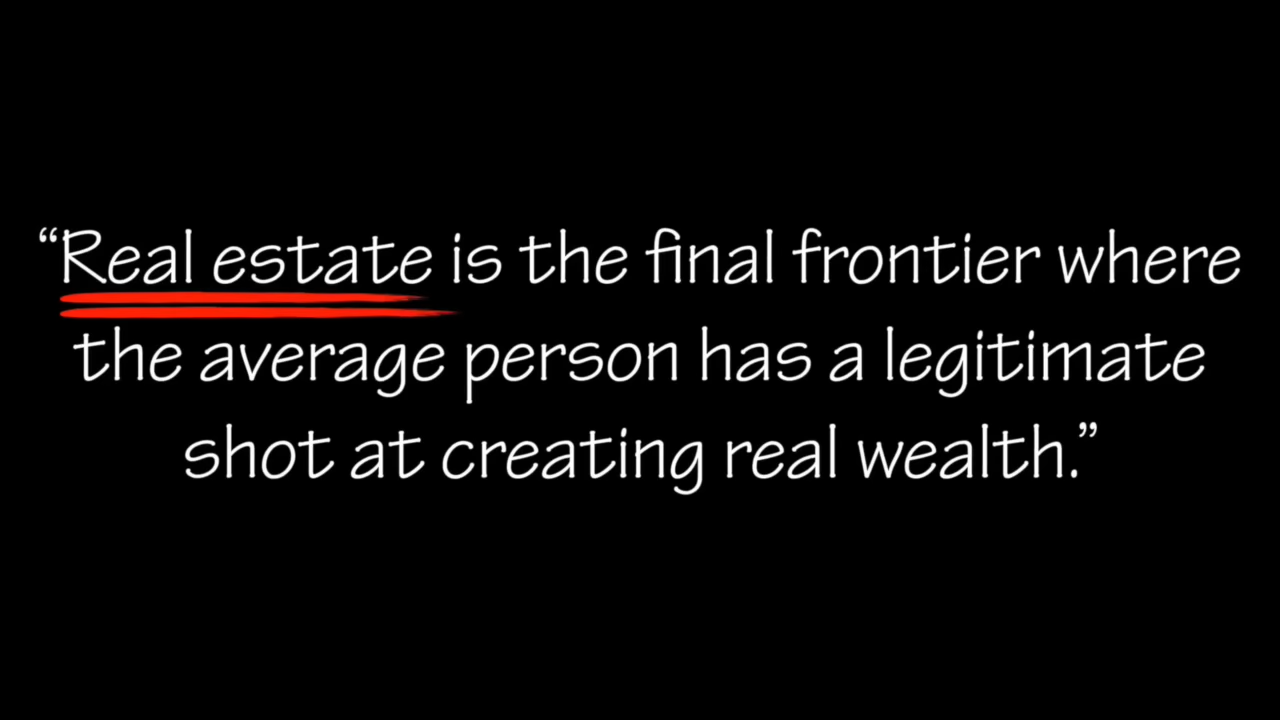 “Real estate is the final frontier where
the average person has a legitimate
shot at creating real wealth.”